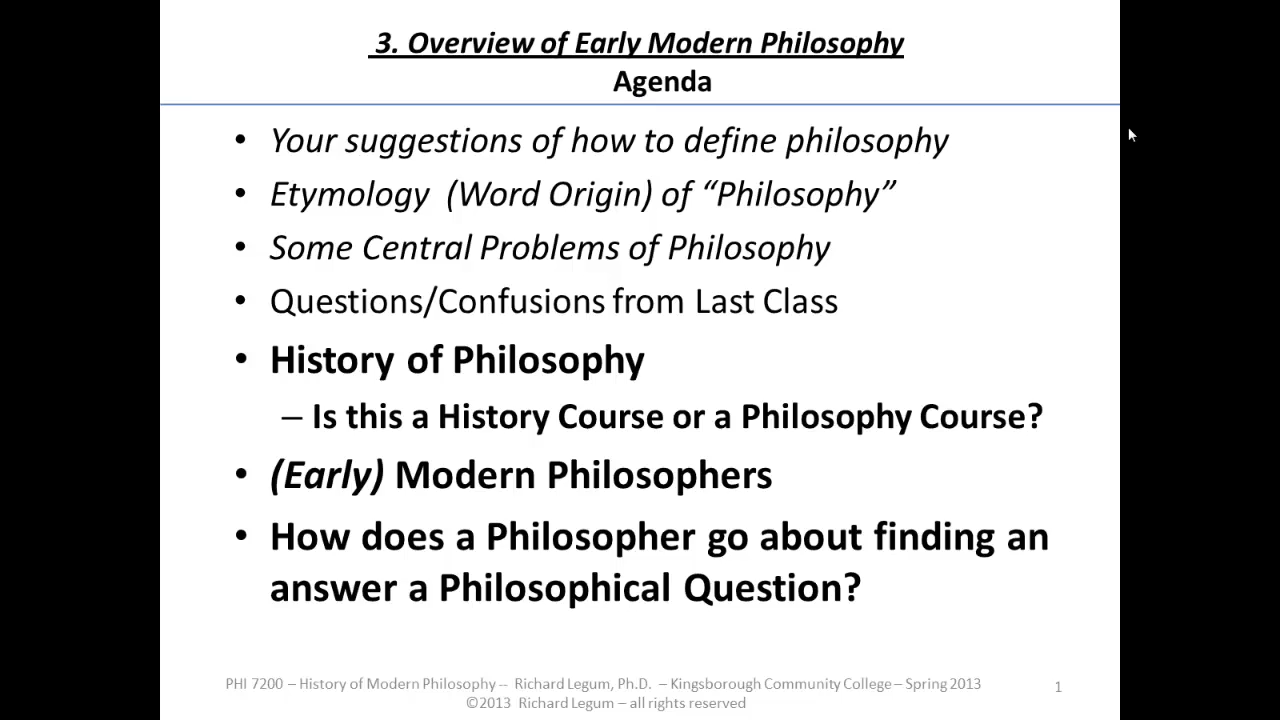 3. Overview of Early Modern Philosophy
Agenda
• Your suggestions of how to define philosophy
• Etymology (Word Origin) of “Philosophy”
• Some Central Problems of Philosophy
• Questions/Confusions from Last Class
• History of Philosophy
– Is this a History Course or a Philosophy Course?
• (Early) Modern Philosophers
• How does a Philosopher go about finding an
answer a Philosophical Question?
PHI 7200 – History of Modern Philosophy -- Richard Legum, Ph.D. – Kingsborough Community College – Spring 2013
©2013 Richard Legum – all rights reserved
1